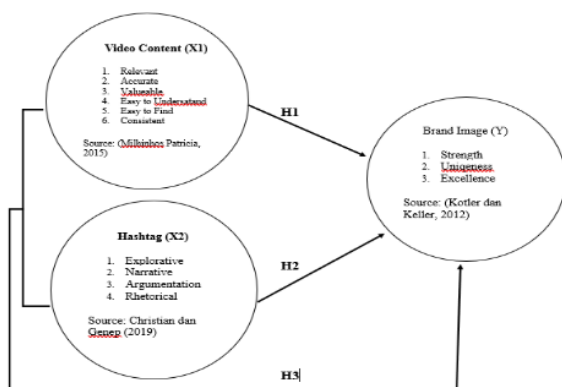 Video Content (X1)
1. Relevant
2. Accurate
3. Valueable
4. Easy to Undersatand
5. Easy to Find
6. Consistent
Source: (Milhinhos Patricia,
2015)
H1
Brand Image (Y)
1. Strength
2. Uniqeness
3. Excellence
Source: (Kotler dan
Keller, 2012)
Hashtag (X2)
1. Explorative
2. Narrative
3. Argumentation
4. Rhetorical
Source: Christian dan
Genep (2019)
H2
H3